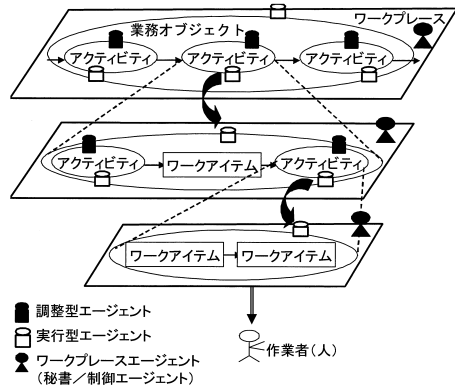 ワークプレース
業務オブジェクト
アクティビティ
アクティビティ
アクティビティ
アクティビティ
ワークアイテム
アクティビティ
ワークアイテム
ワークアイテム
調整型エージェント
実行型エージェント
ワークプレースエージェント
(秘書/制御エージェント)
作業者(人)